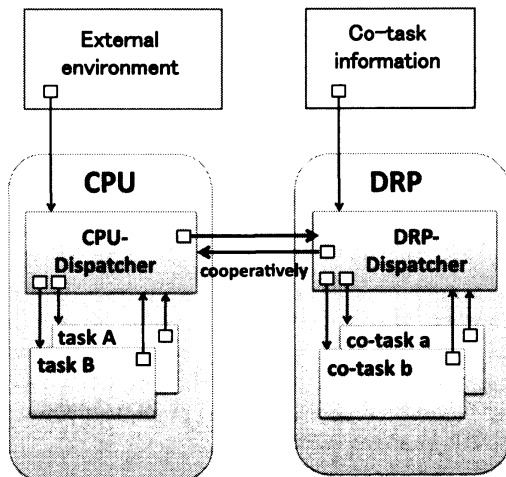 External
environment
Co-task
information
CPU
DRP
CPU-
Dispatcher
cooperatively
DRP-
Dispatcher
task A
task B
co-task a
co-task b